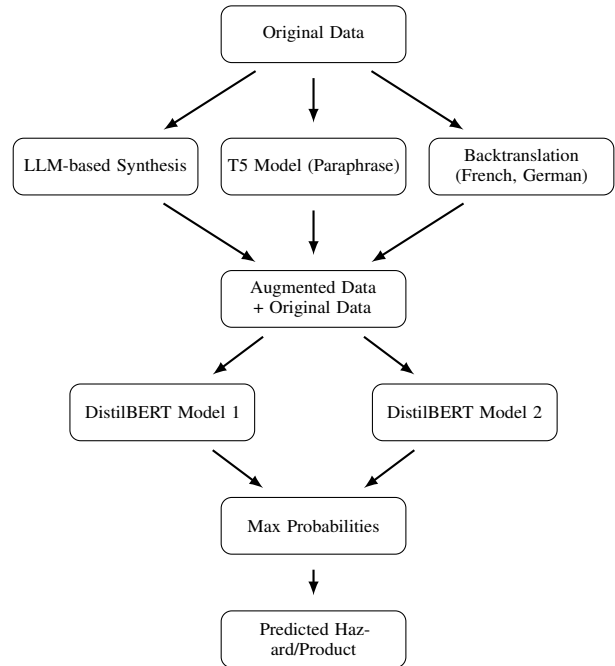 Original Data
LLM-based Synthesis
T5 Model (Paraphrase)
Backtranslation
(French, German)
Augmented Data
+ Original Data
DistilBERT Model 1
DistilBERT Model 2
Max Probabilities
Predicted Haz-
ard/Product